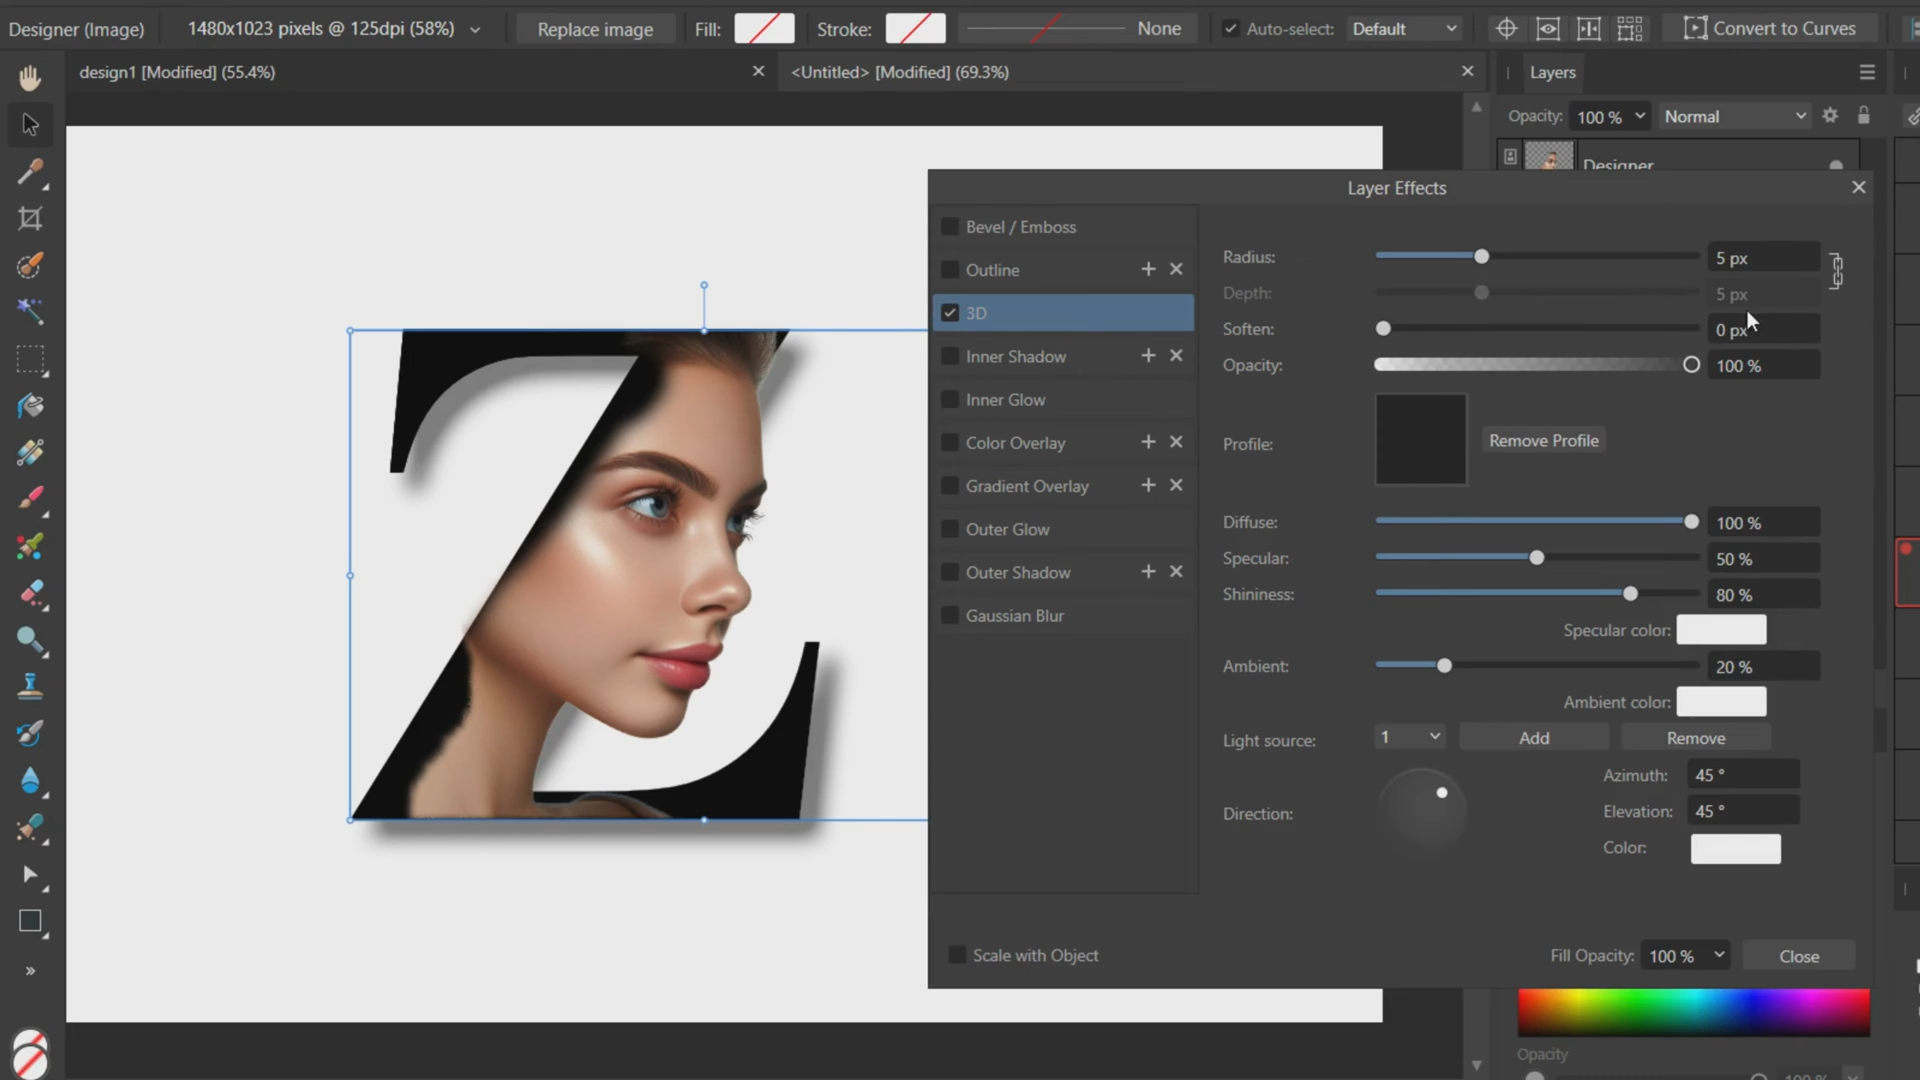 Designer (Image)
1480x1023 pixels @ 125dpi (58%)
Replace image
Fill:
Stroke:
None
Auto-select:
Default
Convert to Curves
design1 [Modified] (55.4%)
<Untitled> [Modified] (69.3%)
Layers
Opacity:
100 %
Normal
Designer
Layer Effects
Bevel / Emboss
Outline
3D
Inner Shadow
Inner Glow
Color Overlay
Gradient Overlay
Outer Glow
Outer Shadow
Gaussian Blur
Radius:
5 px
Depth:
5 px
Soften:
0 px
Opacity:
100 %
Profile:
Remove Profile
Diffuse:
100 %
Specular:
50 %
Shininess:
80 %
Specular color:
Ambient:
20 %
Ambient color:
Light source:
1
Add
Remove
Azimuth:
45 °
Direction:
Elevation:
45 °
Color:
Scale with Object
Fill Opacity:
100 %
Close
Opacity
100 %
Z